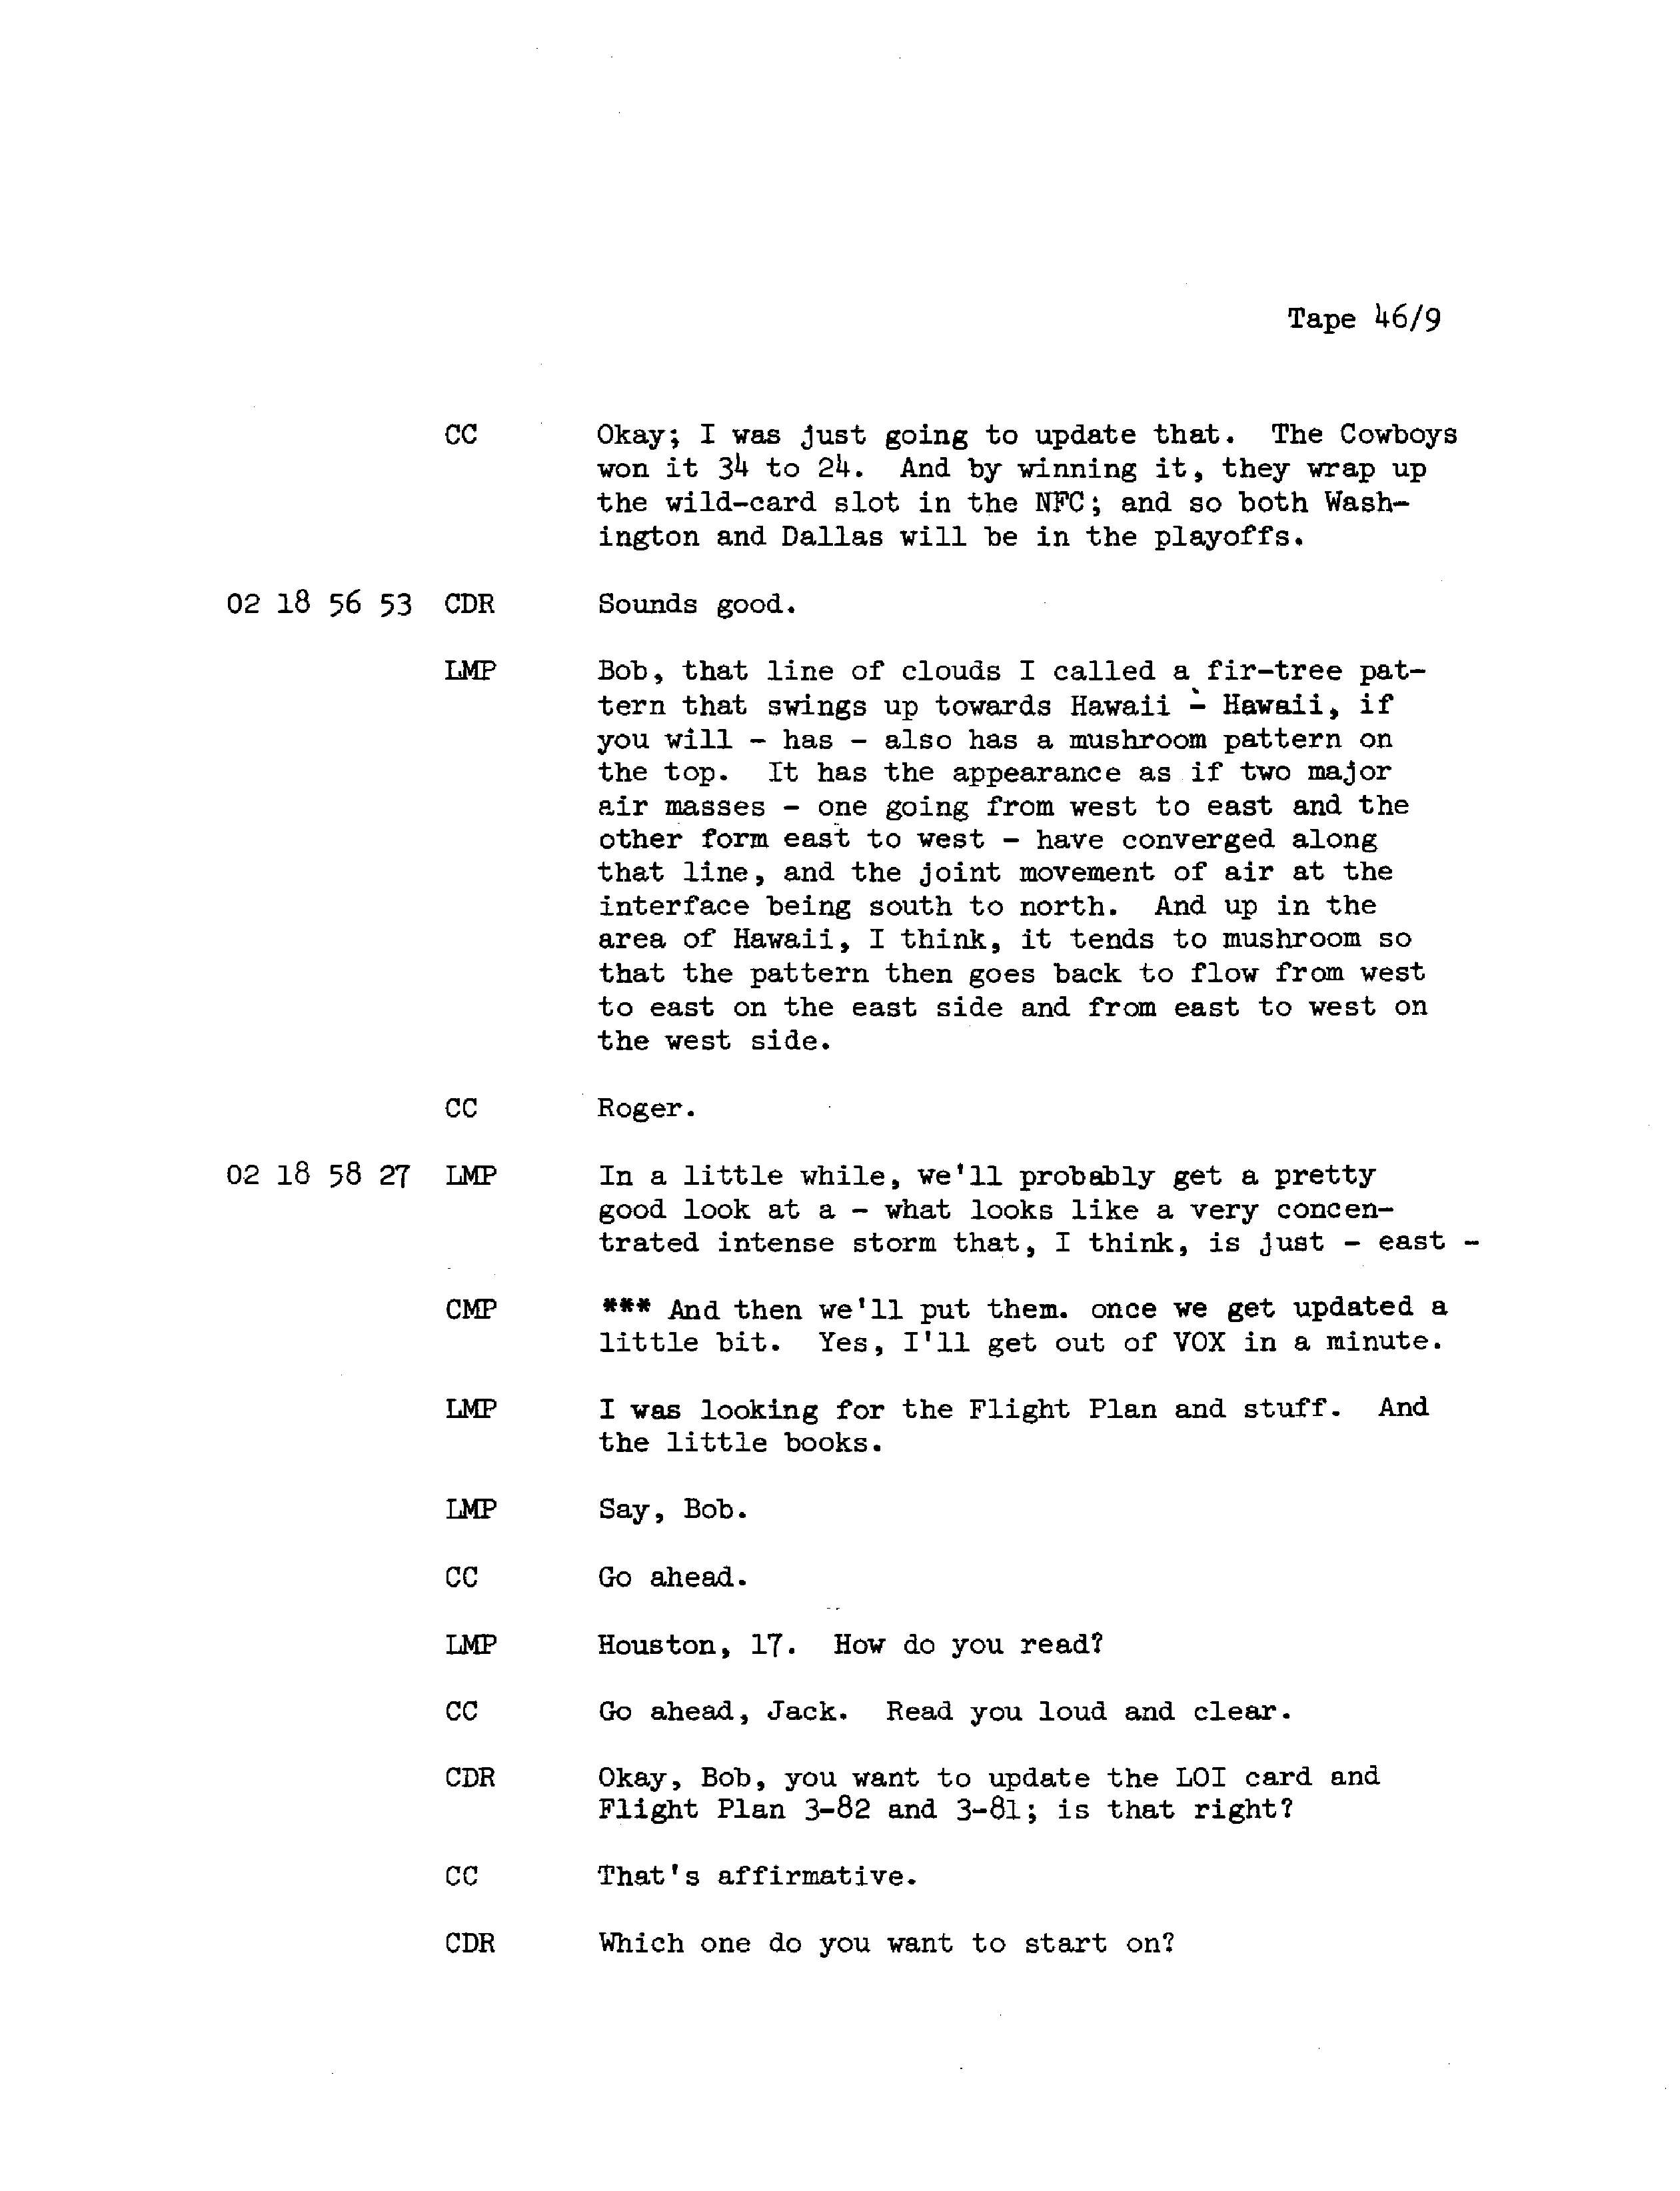 Tape 46/9
CC Okay; I was just going to update that. The Cowboys
won it 34 to 24. And by winning it, they wrap up
the wild-card slot in the NFC; and so both Wash-
ington and Dallas will be in the playoffs.
02 18 56 53 CDR Sounds good.
LMP Bob, that line of clouds I called a fir-tree pat-
tern that swings up towards Hawaii - Hawaii, if
you will - has - also has a mushroom pattern on
the top. It has the appearance as if two major
air masses - one going from west to east and the
other form east to west - have converged along
that line, and the joint movement of air at the
interface being south to north. And up in the
area of Hawaii, I think, it tends to mushroom so
that the pattern then goes back to flow from west
to east on the east side and from east to west on
the west side.
CC Roger.
02 18 58 27 LMP In a little while, we'll probably get a pretty
good look at a - what looks like a very concen-
trated intense storm that, I think, is just - east -
CMP *** And then we'll put them. once we get updated a
little bit. Yes, I'll get out of VOX in a minute.
LMP I was looking for the Flight Plan and stuff. And
the little books.
LMP Say, Bob.
CC Go ahead.
LMP Houston, 17. How do you read?
CC Go ahead, Jack. Read you loud and clear.
CDR Okay, Bob, you want to update the LOI card and
Flight Plan 3-82 and 3-81; is that right?
CC That's affirmative.
CDR Which one do you want to start on?